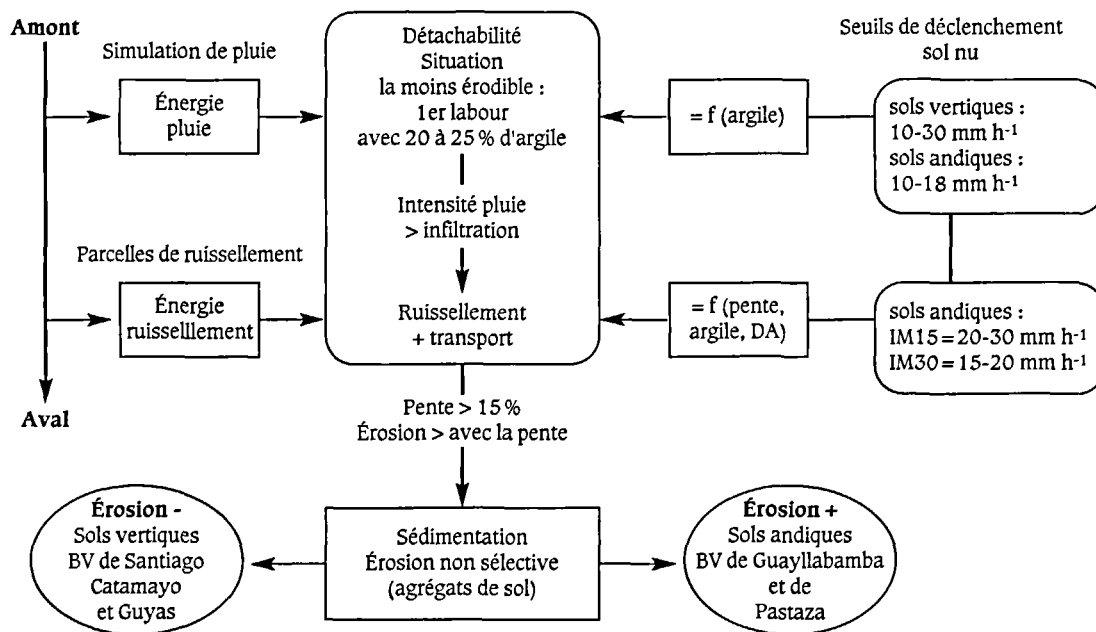 Amont
Simulation de pluie
Énergie
pluie
Détachabilité
Situation
la moins érodible :
1er labour
avec 20 à 25 % d'argile
Intensité pluie
> infiltration
Ruissellement
+ transport
= f (argile)
Seuils de déclenchement
sol nu
sols vertiques :
10-30 mm h-1
sols andiques :
10-18 mm h-1
Parcelles de ruissellement
Énergie
ruisselllement
= f (pente,
argile, DA)
sols andiques :
IM15 = 20-30 mm h-1
IM30 = 15-20 mm h-1
Aval
Pente > 15 %
Érosion > avec la pente
Érosion -
Sols vertiques
BV de Santiago
Catamayo
et Guyas
Sédimentation
Érosion non sélective
(agrégats de sol)
Érosion +
Sols andiques
BV de Guayllabamba
et de
Pastaza